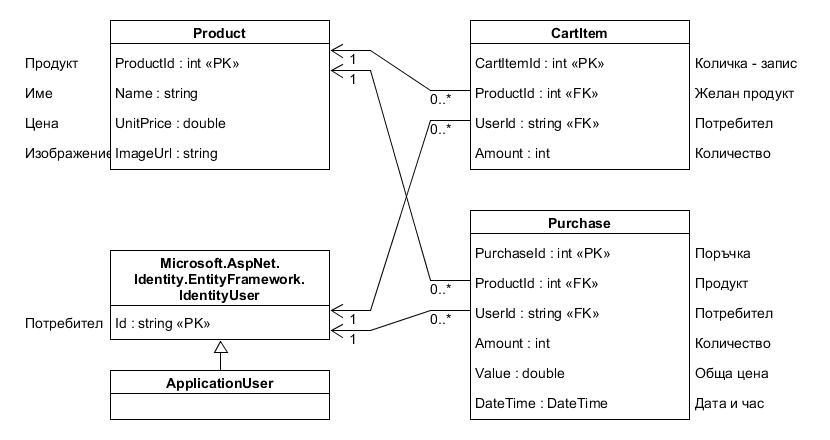 Product
Продукт ProductId : int «PK»
Име Name : string
Цена UnitPrice : double
Изображение ImageUrl : string
1
1
CartItem
CartItemId : int «PK» Количка - запис
ProductId : int «FK» Желан продукт
0..*
UserId : string «FK» Потребител
0..*
Amount : int Количество
Microsoft.AspNet.
Identity.EntityFramework.
IdentityUser
Потребител Id : string «PK»
1
1
ApplicationUser
Purchase
PurchaseId : int «PK» Поръчка
ProductId : int «FK» Продукт
0..*
UserId : string «FK» Потребител
0..*
Amount : int Количество
Value : double Обща цена
DateTime : DateTime Дата и час